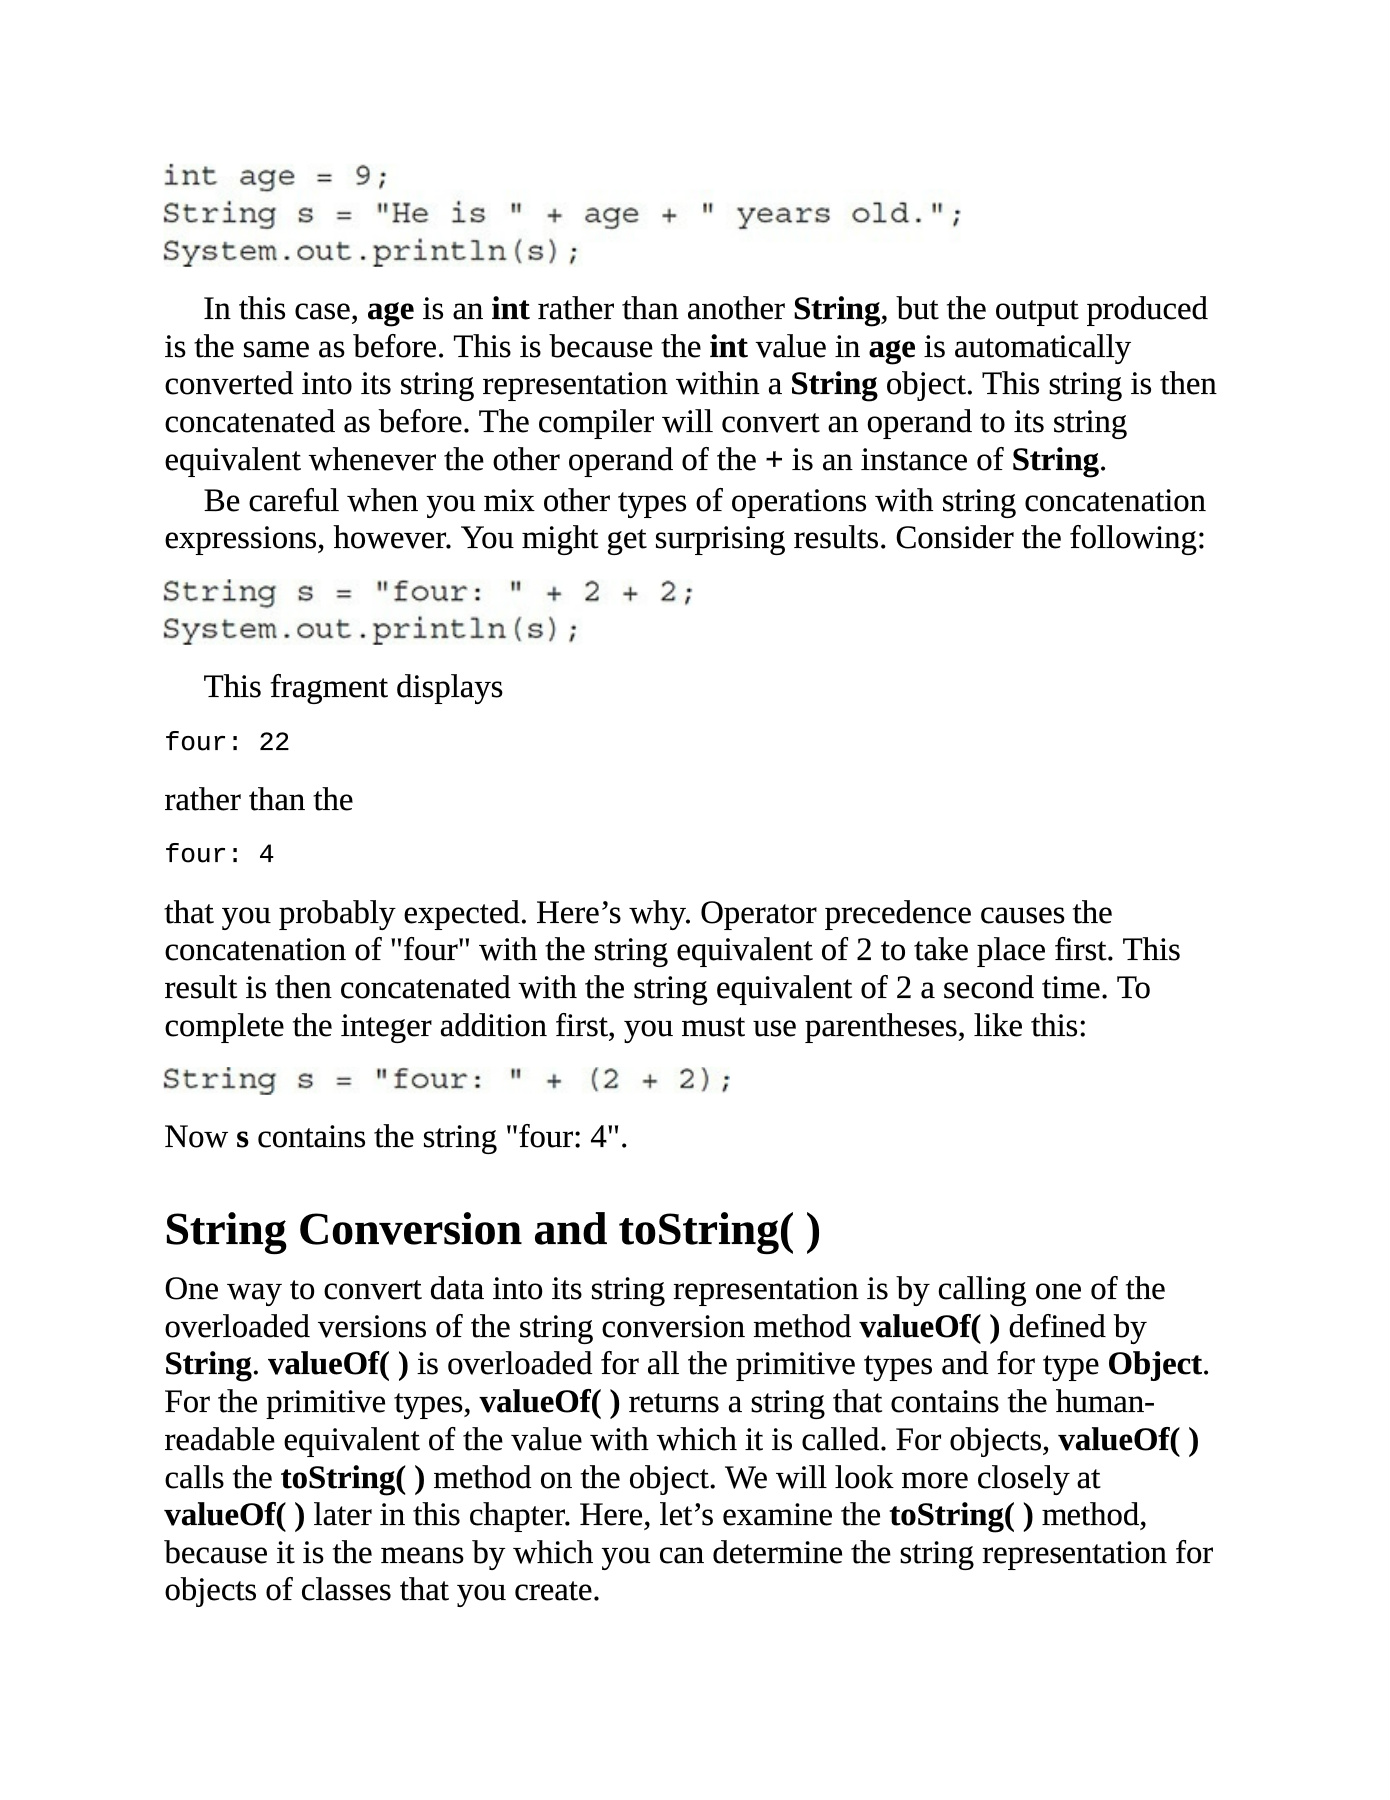 int age = 9;
String s = "He is " + age + " years old.";
System.out.println(s);
In this case, age is an int rather than another String, but the output produced
is the same as before. This is because the int value in age is automatically
converted into its string representation within a String object. This string is then
concatenated as before. The compiler will convert an operand to its string
equivalent whenever the other operand of the + is an instance of String.
Be careful when you mix other types of operations with string concatenation
expressions, however. You might get surprising results. Consider the following:
String s = "four: " + 2 + 2;
System.out.println(s);
This fragment displays
four: 22
rather than the
four: 4
that you probably expected. Here’s why. Operator precedence causes the
concatenation of "four" with the string equivalent of 2 to take place first. This
result is then concatenated with the string equivalent of 2 a second time. To
complete the integer addition first, you must use parentheses, like this:
String s = "four: " + (2 + 2);
Now s contains the string "four: 4".
String Conversion and toString( )
One way to convert data into its string representation is by calling one of the
overloaded versions of the string conversion method valueOf( ) defined by
String. valueOf( ) is overloaded for all the primitive types and for type Object.
For the primitive types, valueOf( ) returns a string that contains the human-
readable equivalent of the value with which it is called. For objects, valueOf( )
calls the toString( ) method on the object. We will look more closely at
valueOf( ) later in this chapter. Here, let’s examine the toString( ) method,
because it is the means by which you can determine the string representation for
objects of classes that you create.